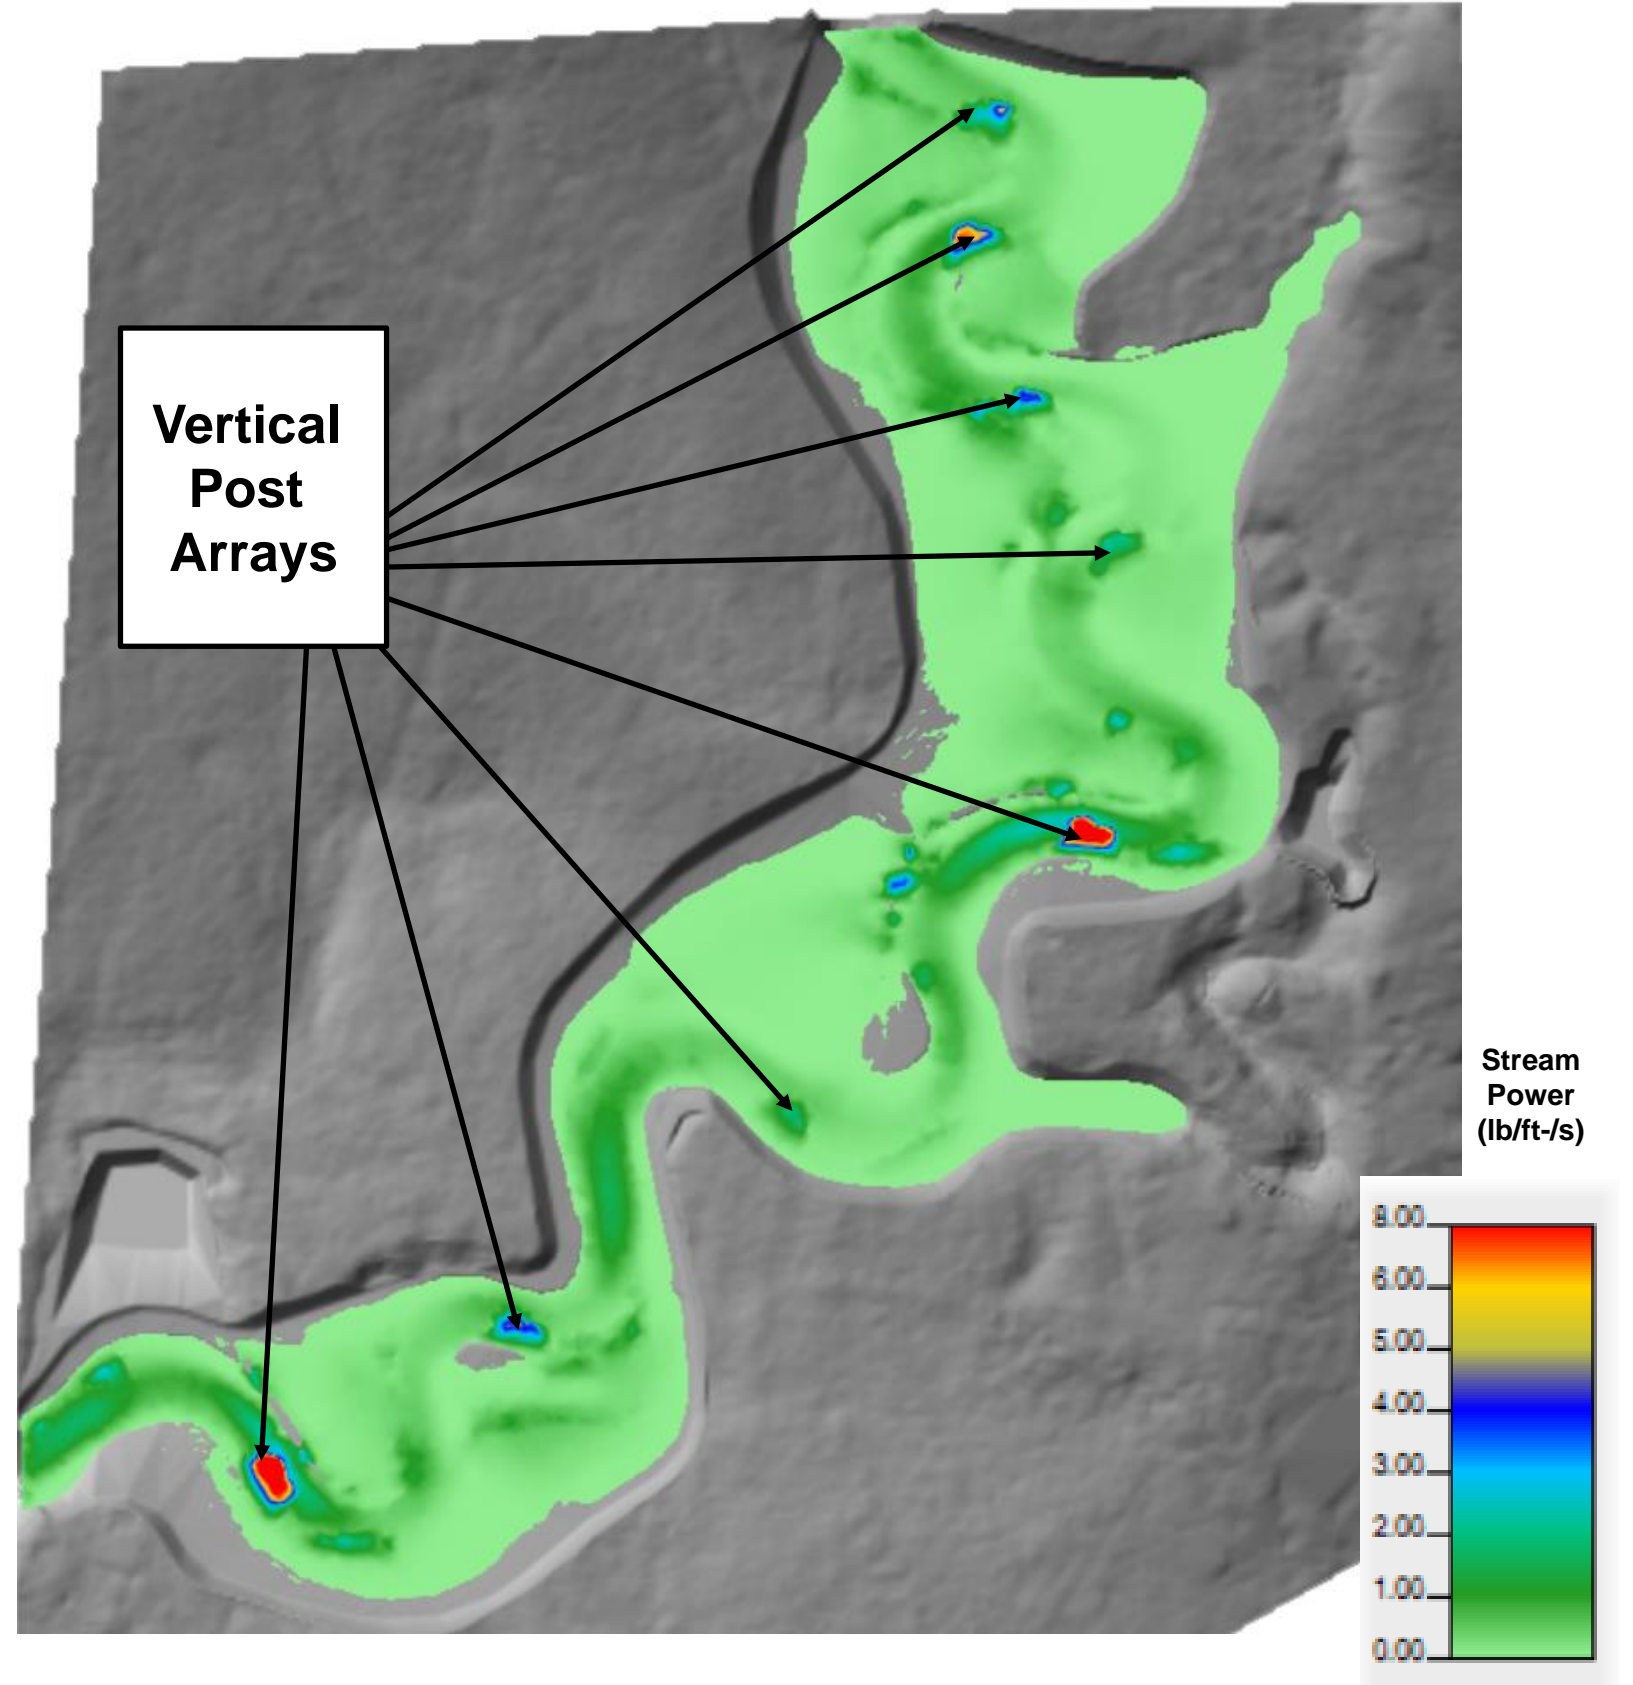 Vertical
Post
Arrays
Stream
Power
(lb/ft-/s)
8.00
6.00
5.00
4.00
3.00
2.00
1.00
0.00